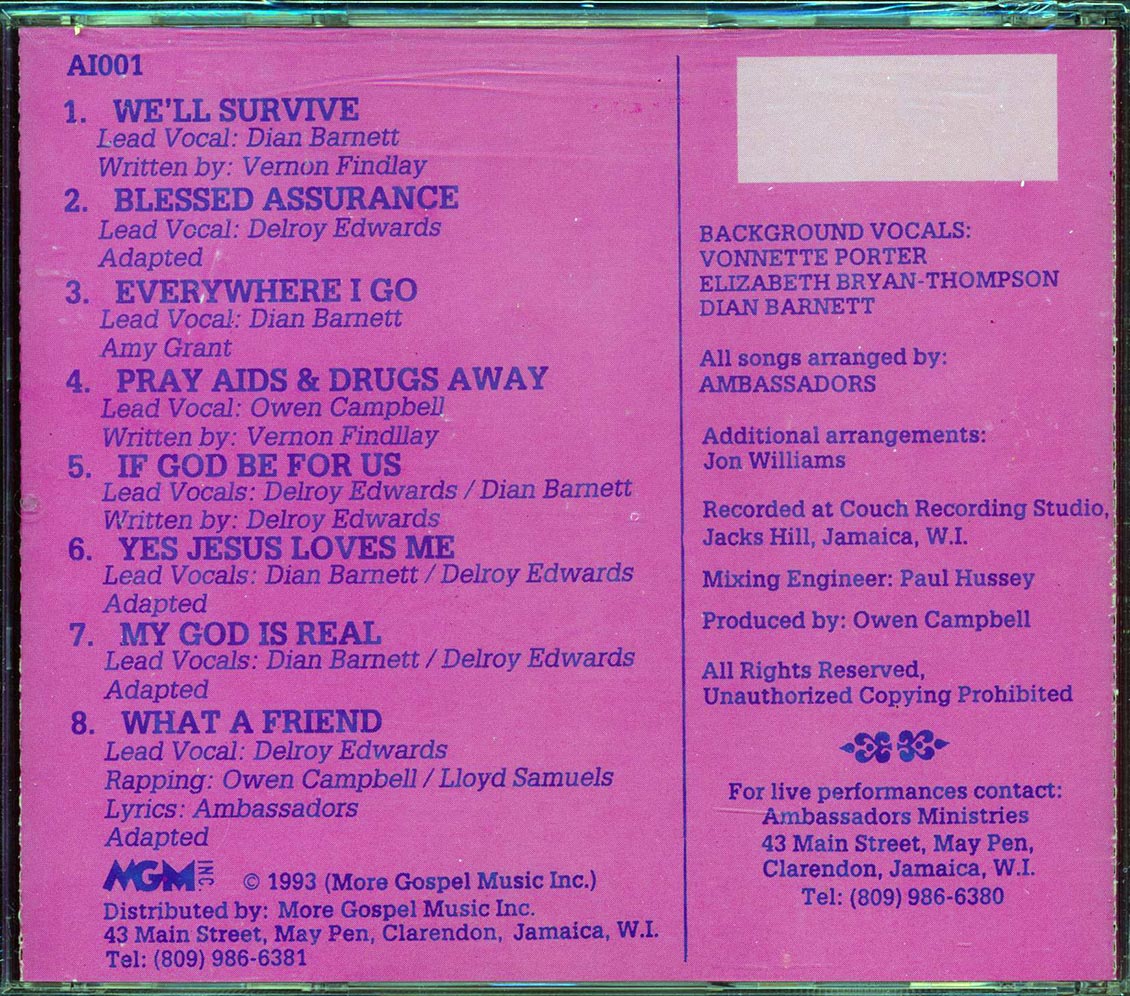 AI001
1. WE'LL SURVIVE
Lead Vocal: Dian Barnett
Written by: Vernon Findlay
2. BLESSED ASSURANCE
Lead Vocal: Delroy Edwards
Adapted
3. EVERYWHERE I GO
Lead Vocal: Dian Barnett
Amy Grant
4. PRAY AIDS & DRUGS AWAY
Lead Vocal: Owen Campbell
Written by: Vernon Findllay
5. IF GOD BE FOR US
Lead Vocals: Delroy Edwards / Dian Barnett
Written by: Delroy Edwards
6. YES JESUS LOVES ME
Lead Vocals: Dian Barnett / Delroy Edwards
Adapted
7. MY GOD IS REAL
Lead Vocals: Dian Barnett / Delroy Edwards
Adapted
8. WHAT A FRIEND
Lead Vocal: Delroy Edwards
Rapping: Owen Campbell / Lloyd Samuels
Lyrics: Ambassadors
Adapted
MGM INC. © 1993 (More Gospel Music Inc.)
Distributed by: More Gospel Music Inc.
43 Main Street, May Pen, Clarendon, Jamaica, W.I.
Tel: (809) 986-6381
BACKGROUND VOCALS:
VONNETTE PORTER
ELIZABETH BRYAN-THOMPSON
DIAN BARNETT
All songs arranged by:
AMBASSADORS
Additional arrangements:
Jon Williams
Recorded at Couch Recording Studio,
Jacks Hill, Jamaica, W.I.
Mixing Engineer: Paul Hussey
Produced by: Owen Campbell
All Rights Reserved,
Unauthorized Copying Prohibited
For live performances contact:
Ambassadors Ministries
43 Main Street, May Pen,
Clarendon, Jamaica, W.I.
Tel: (809) 986-6380